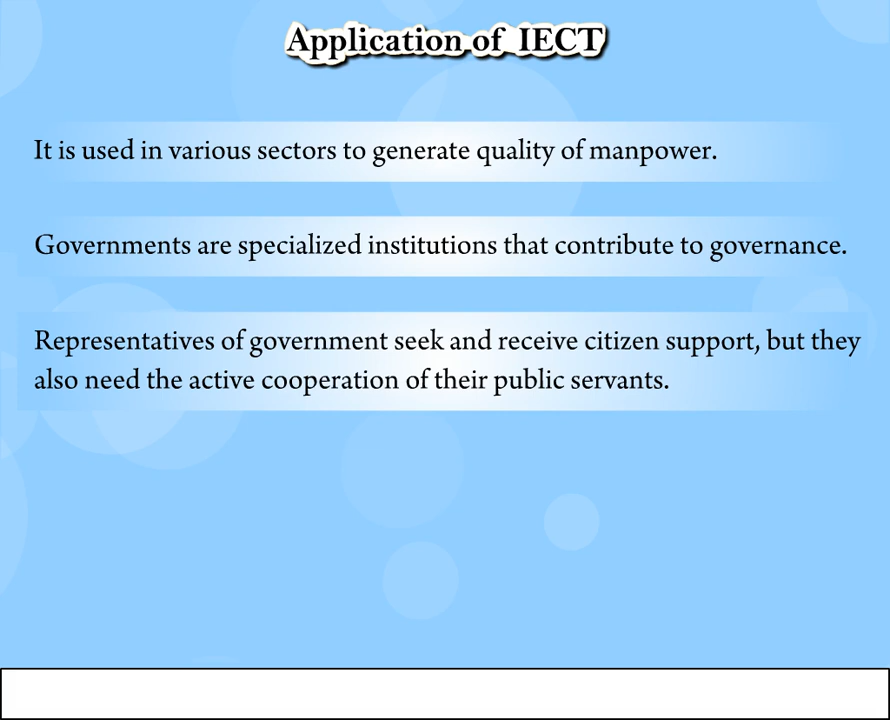 Application of IECT
It is used in various sectors to generate quality of manpower.
Governments are specialized institutions that contribute to governance.
Representatives of government seek and receive citizen support, but they
also need the active cooperation of their public servants.